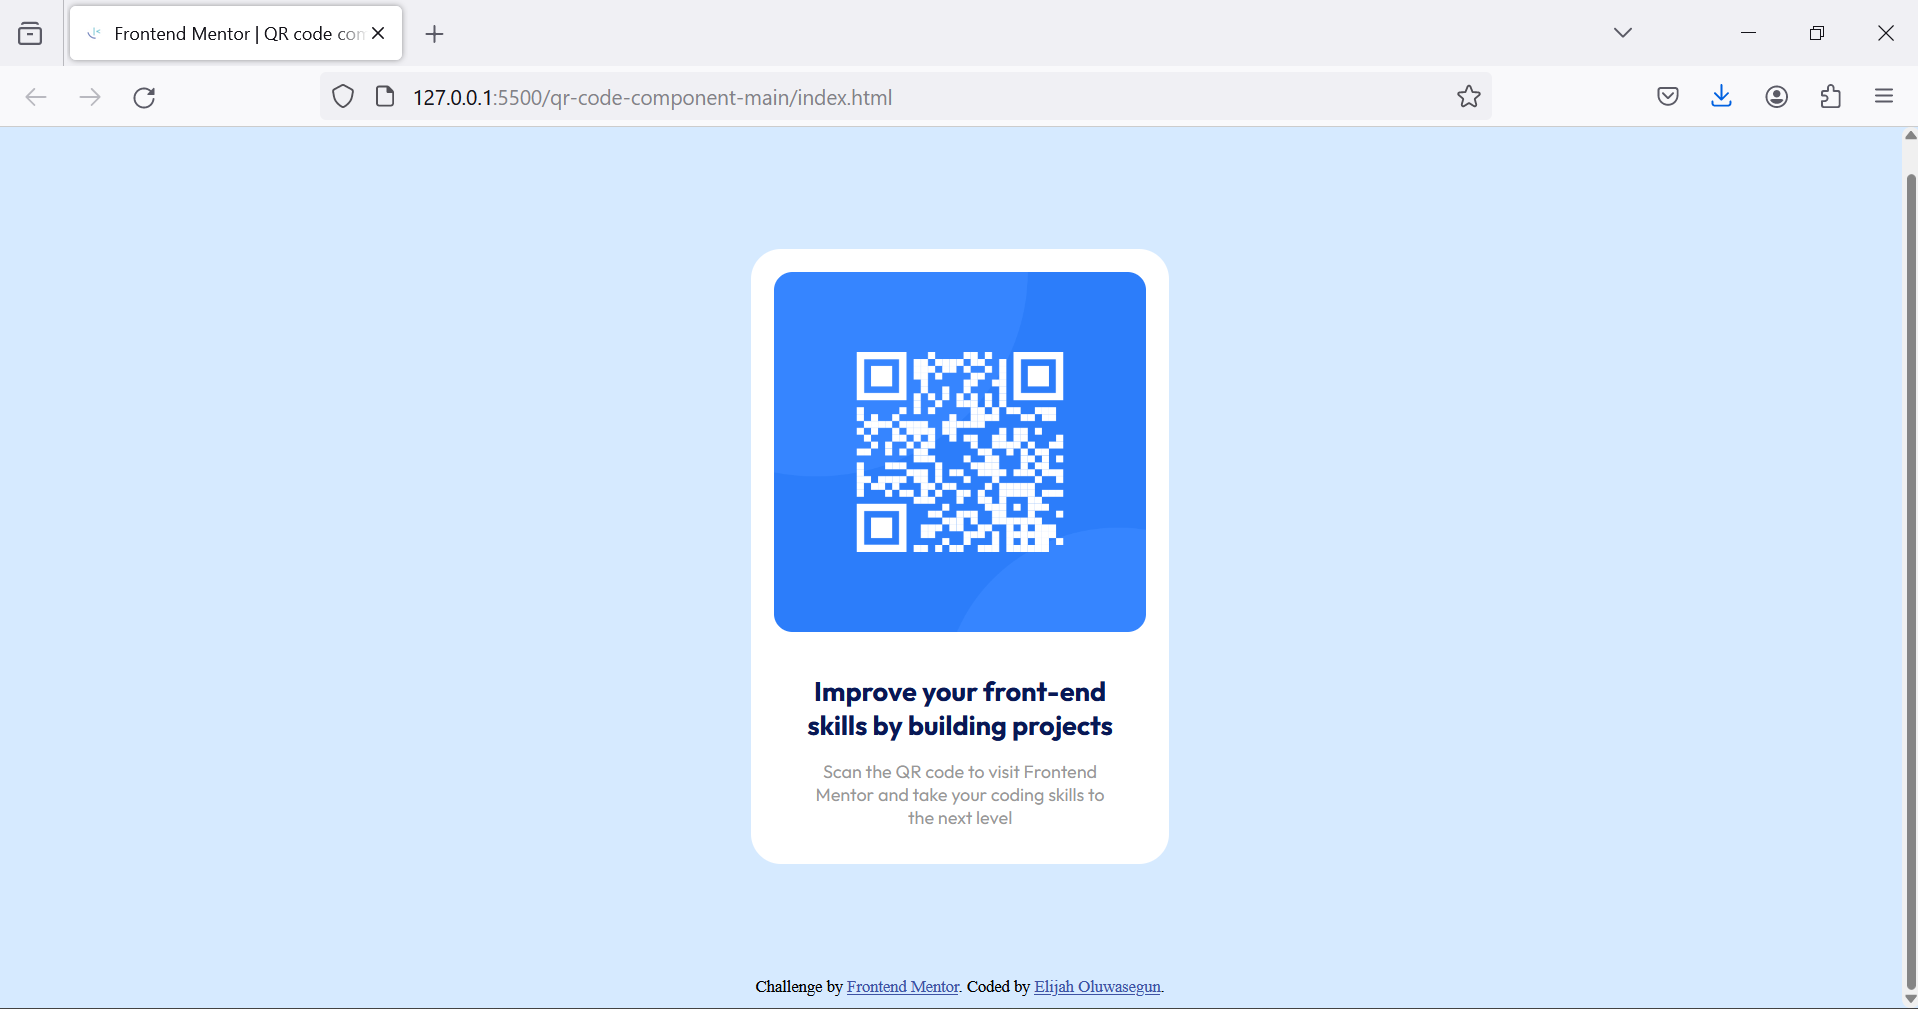 Frontend Mentor | QR code con
127.0.0.1:5500/qr-code-component-main/index.html
Improve your front-end
skills by building projects
Scan the QR code to visit Frontend
Mentor and take your coding skills to
the next level
Challenge by Frontend Mentor. Coded by Elijah Oluwasegun.